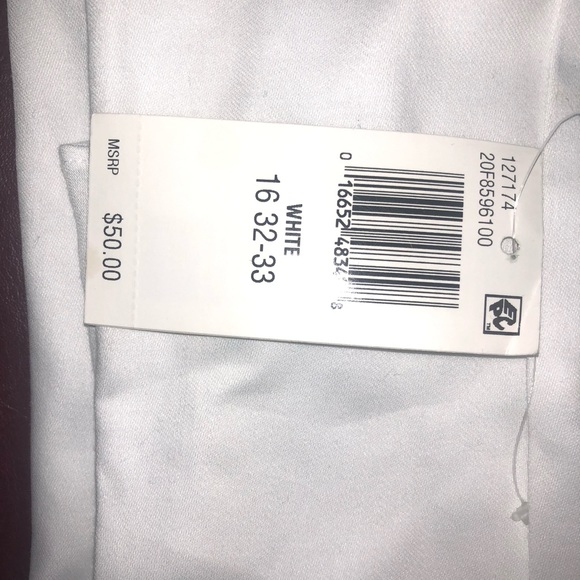 127174
20F8596100
0 16652 4834 8
WHITE
16 32-33
MSRP $50.00